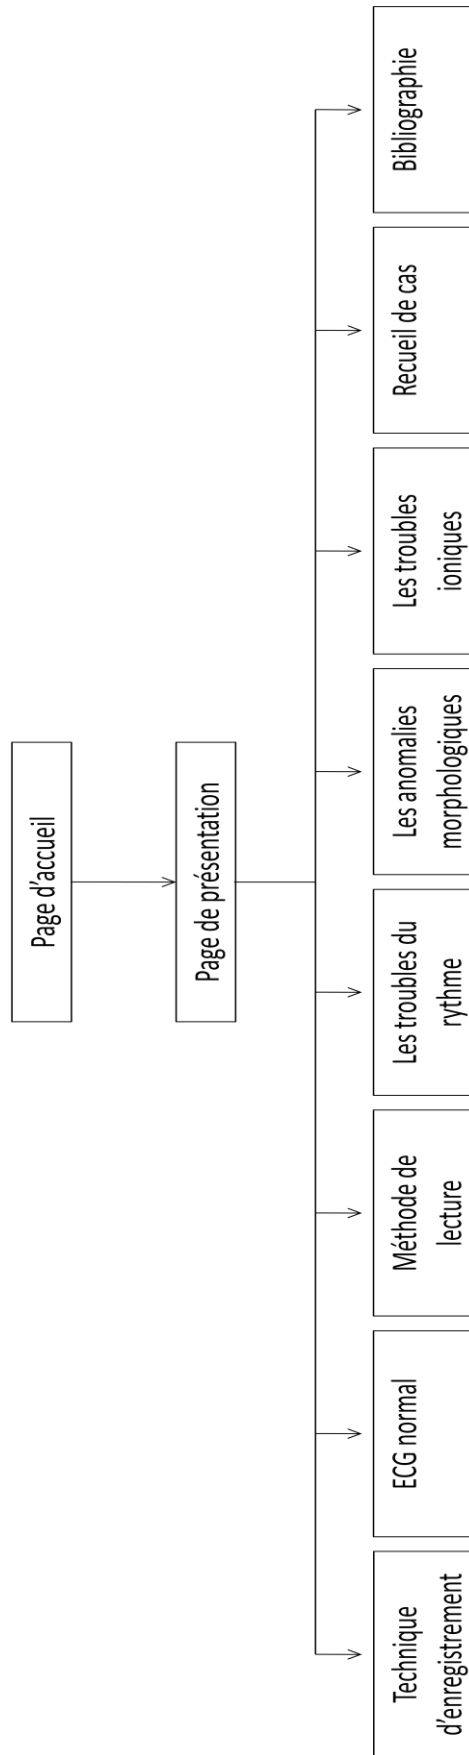 Page d'accueil
Page de présentation
Technique
d'enregistrement
ECG normal
Méthode de
lecture
Les troubles du
rythme
Les anomalies
morphologiques
Les troubles
ioniques
Recueil de cas
Bibliographie